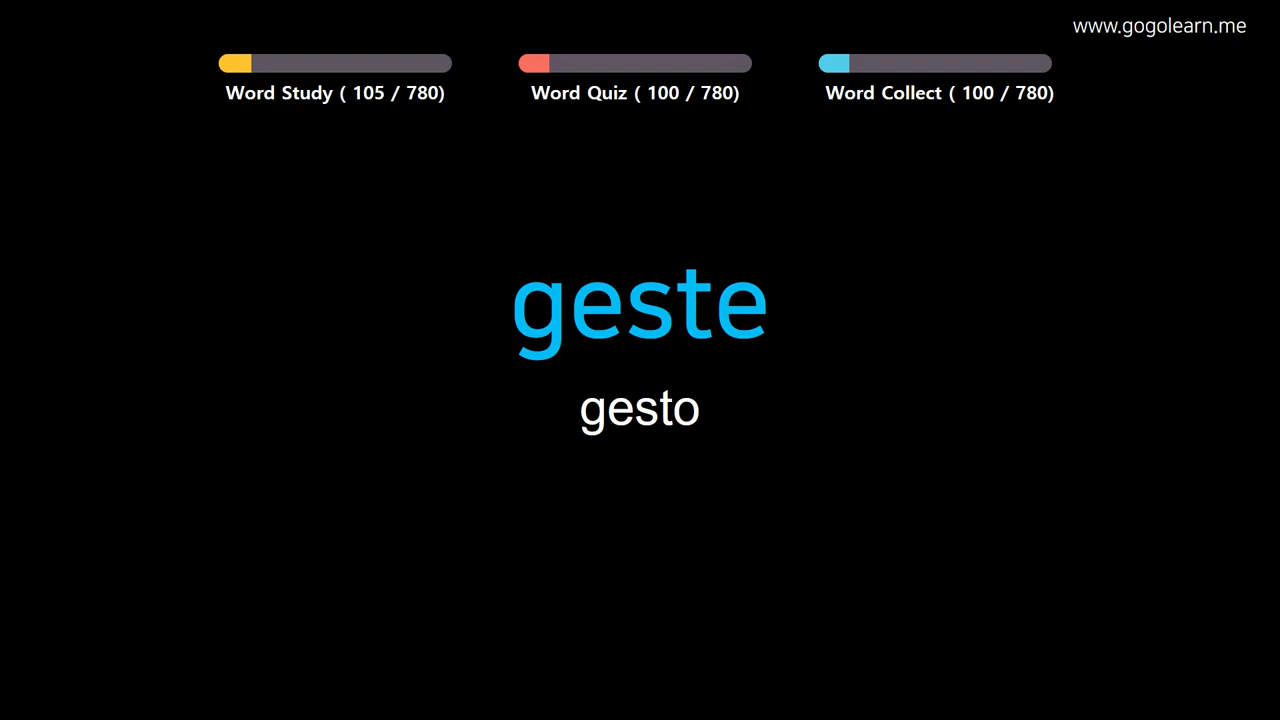 www.gogolearn.me
Word Study ( 105 / 780)
Word Quiz ( 100 / 780)
Word Collect ( 100 / 780)
geste
gesto